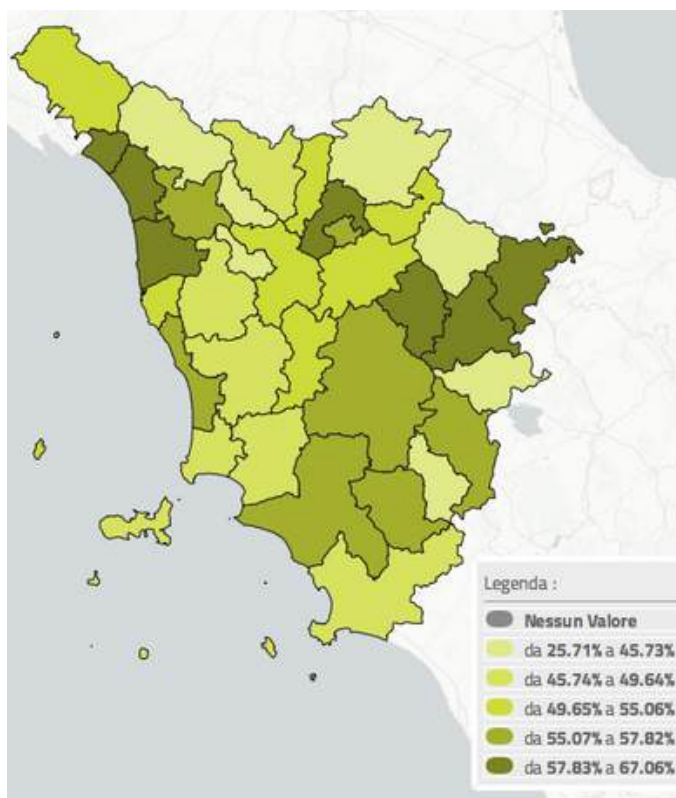 Legenda :
Nessun Valore
da 25.71% a 45.73%
da 45.74% a 49.64%
da 49.65% a 55.06%
da 55.07% a 57.82%
da 57.83% a 67.06%